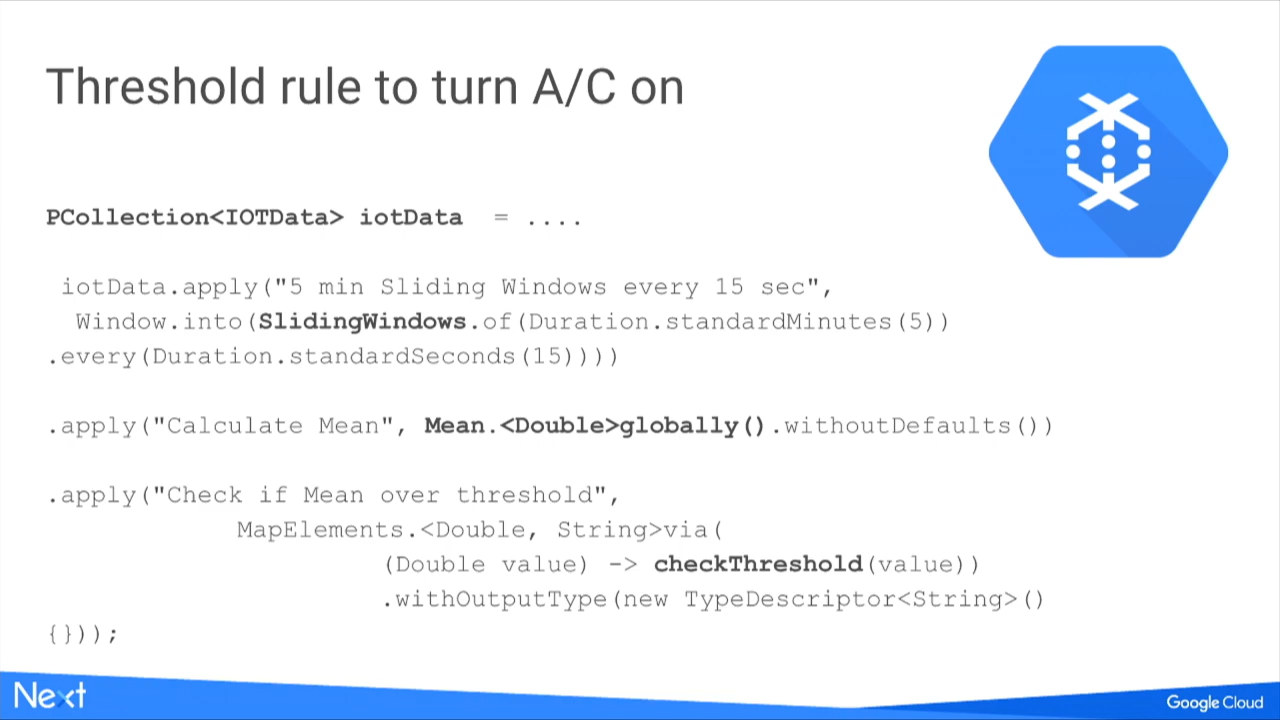 Threshold rule to turn A/C on
PCollection<IOTData> iotData = ....
iotData.apply("5 min Sliding Windows every 15 sec",
Window.into(SlidingWindows.of(Duration.standardMinutes(5))
.every(Duration.standardSeconds(15))))
.apply("Calculate Mean", Mean.<Double>globally().withoutDefaults())
.apply("Check if Mean over threshold",
MapElements.<Double, String>via(
(Double value) -> checkThreshold(value))
.withOutputType(new TypeDescriptor<String>()
{}));
Next
Google Cloud